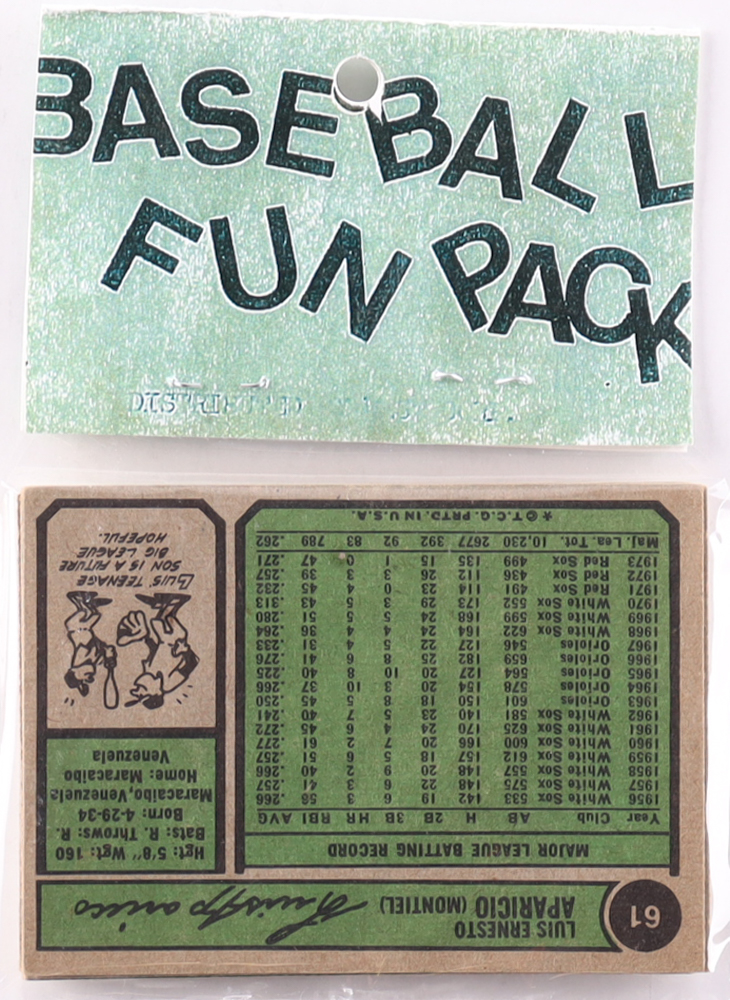 BASEBALL
FUN PACK
61
LUIS ERNESTO
APARICIO (MONTIEL)
Luis Aparicio
Hgt: 5'8" Wgt: 160
Bats: R. Throws: R.
Born: 4-29-34
Maracaibo, Venezuela
Home: Maracaibo
Venezuela
LUIS' TEENAGE
SON IS A FUTURE
BIG LEAGUE
HOPEFUL.
MAJOR LEAGUE BATTING RECORD
Year Club AB H 2B 3B HR RBI AVG
1956 White Sox 533 142 19 6 3 56 .266
1957 White Sox 575 148 22 6 3 41 .257
1958 White Sox 557 148 20 9 2 40 .266
1959 White Sox 612 157 18 5 6 51 .257
1960 White Sox 600 166 20 7 2 61 .277
1961 White Sox 625 170 24 4 6 45 .272
1962 White Sox 581 140 23 5 7 40 .241
1963 Orioles 601 150 18 8 5 45 .250
1964 Orioles 578 154 20 3 10 37 .266
1965 Orioles 564 127 20 10 8 40 .225
1966 Orioles 659 182 25 8 6 41 .276
1967 Orioles 546 127 22 5 4 31 .233
1968 White Sox 622 164 24 4 4 36 .264
1969 White Sox 599 168 24 5 5 51 .280
1970 White Sox 552 173 29 3 5 43 .313
1971 Red Sox 491 114 23 0 4 45 .232
1972 Red Sox 436 112 26 3 3 39 .257
1973 Red Sox 499 135 15 1 0 47 .271
Maj. Lea. Tot. 10,230 2677 392 92 83 789 .262
★©T.C.G. PRTD. IN U.S.A.